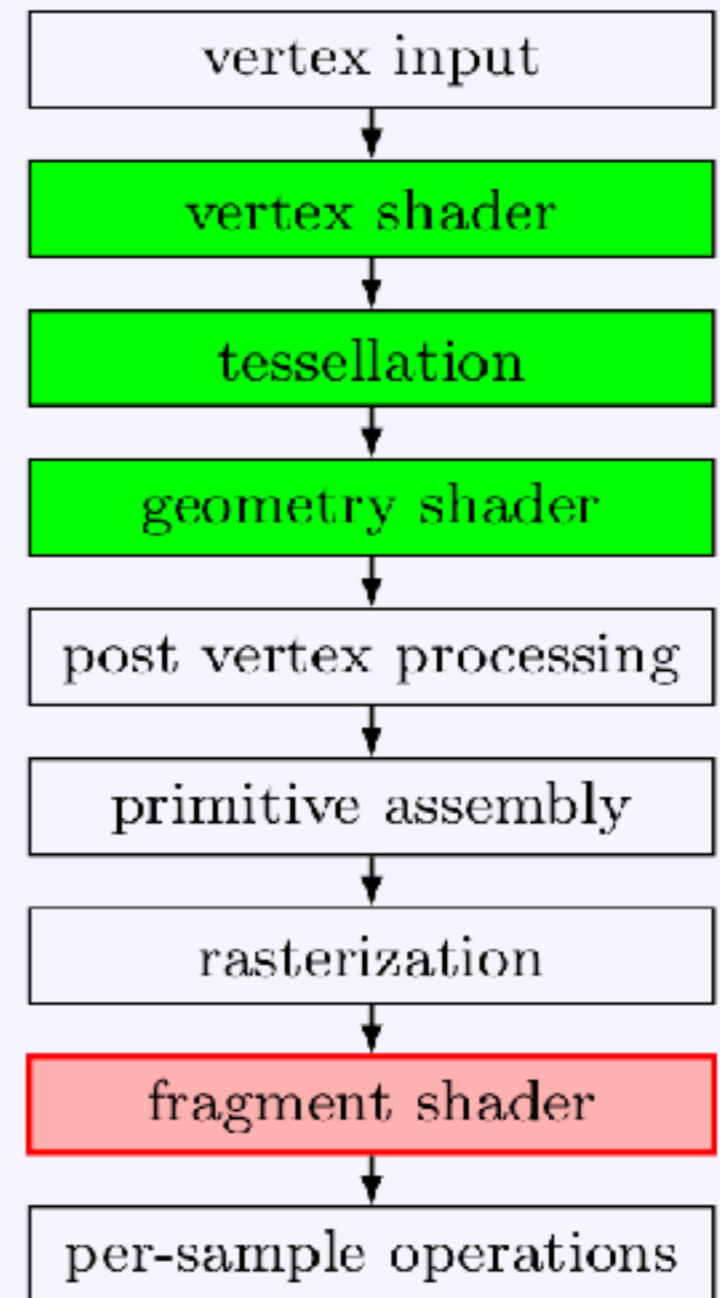 vertex input
vertex shader
tessellation
geometry shader
post vertex processing
primitive assembly
rasterization
fragment shader
per-sample operations